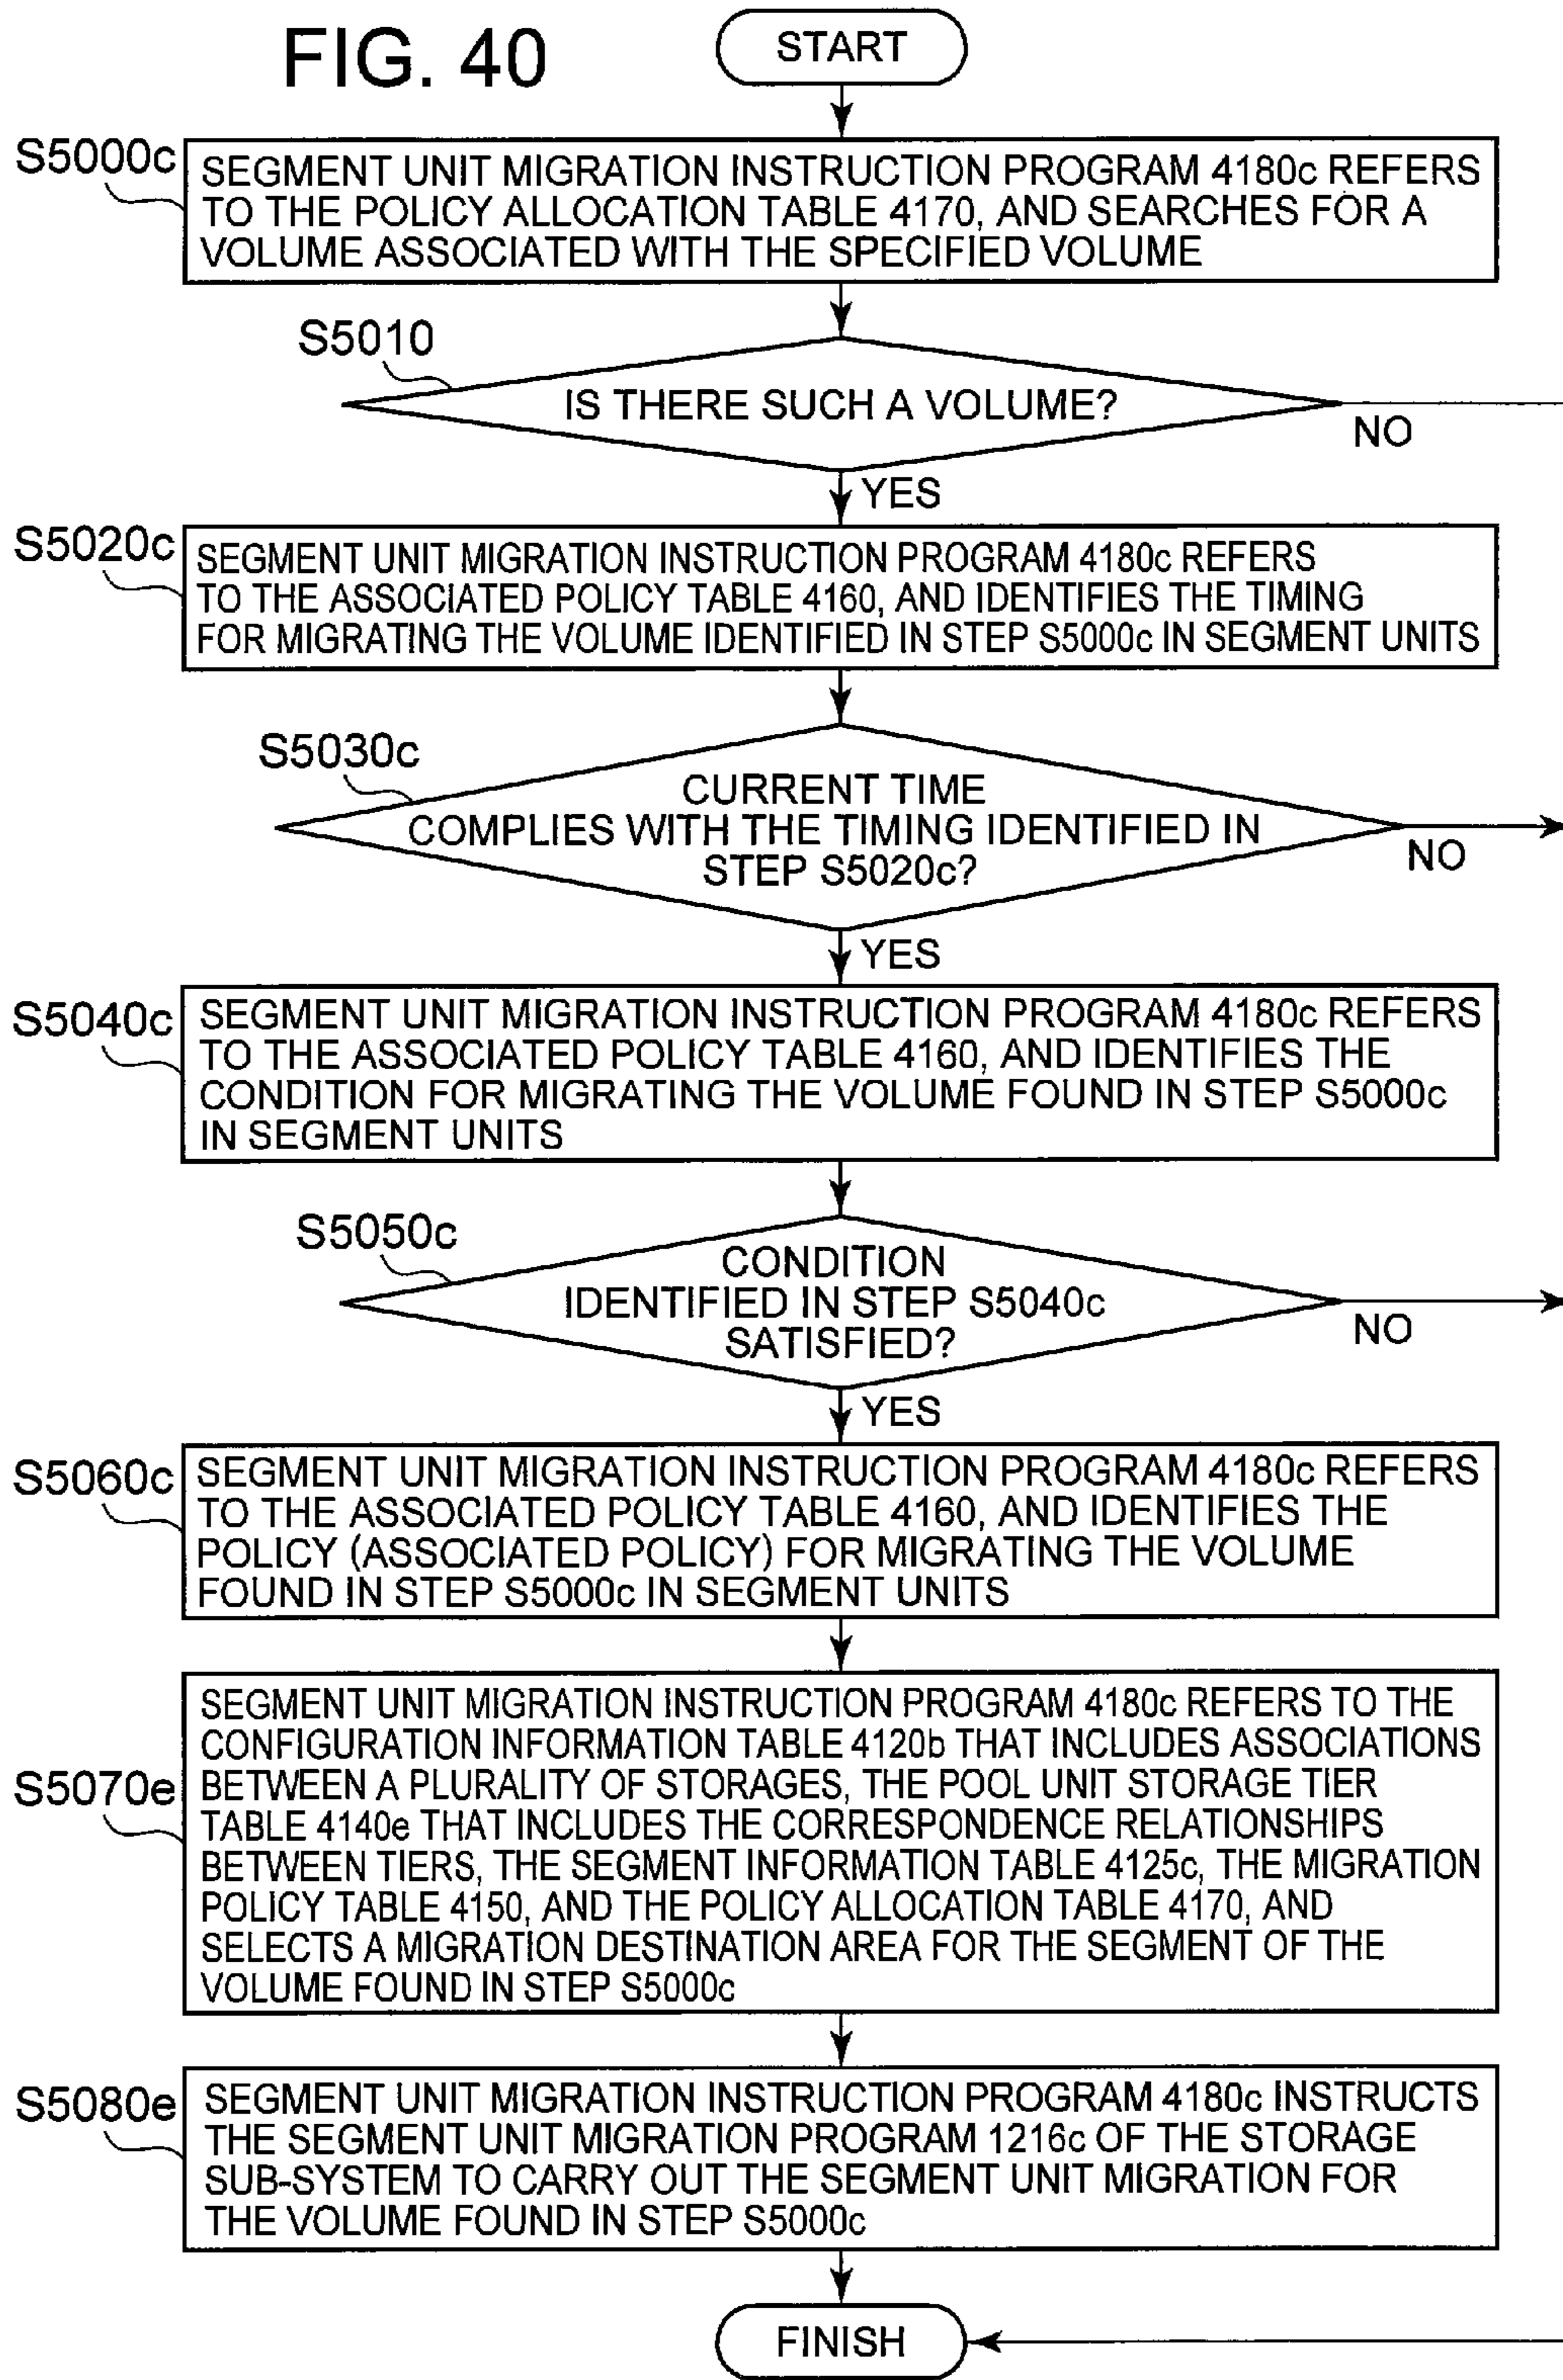 FIG. 40
START
S5000c
SEGMENT UNIT MIGRATION INSTRUCTION PROGRAM 4180c REFERS
TO THE POLICY ALLOCATION TABLE 4170, AND SEARCHES FOR A
VOLUME ASSOCIATED WITH THE SPECIFIED VOLUME
S5010
IS THERE SUCH A VOLUME?
NO
YES
S5020c
SEGMENT UNIT MIGRATION INSTRUCTION PROGRAM 4180c REFERS
TO THE ASSOCIATED POLICY TABLE 4160, AND IDENTIFIES THE TIMING
FOR MIGRATING THE VOLUME IDENTIFIED IN STEP S5000c IN SEGMENT UNITS
S5030c
CURRENT TIME
COMPLIES WITH THE TIMING IDENTIFIED IN
STEP S5020c?
NO
YES
S5040c
SEGMENT UNIT MIGRATION INSTRUCTION PROGRAM 4180c REFERS
TO THE ASSOCIATED POLICY TABLE 4160, AND IDENTIFIES THE
CONDITION FOR MIGRATING THE VOLUME FOUND IN STEP S5000c
IN SEGMENT UNITS
S5050c
CONDITION
IDENTIFIED IN STEP S5040c
SATISFIED?
NO
YES
S5060c
SEGMENT UNIT MIGRATION INSTRUCTION PROGRAM 4180c REFERS
TO THE ASSOCIATED POLICY TABLE 4160, AND IDENTIFIES THE
POLICY (ASSOCIATED POLICY) FOR MIGRATING THE VOLUME
FOUND IN STEP S5000c IN SEGMENT UNITS
S5070e
SEGMENT UNIT MIGRATION INSTRUCTION PROGRAM 4180c REFERS TO THE
CONFIGURATION INFORMATION TABLE 4120b THAT INCLUDES ASSOCIATIONS
BETWEEN A PLURALITY OF STORAGES, THE POOL UNIT STORAGE TIER
TABLE 4140e THAT INCLUDES THE CORRESPONDENCE RELATIONSHIPS
BETWEEN TIERS, THE SEGMENT INFORMATION TABLE 4125c, THE MIGRATION
POLICY TABLE 4150, AND THE POLICY ALLOCATION TABLE 4170, AND
SELECTS A MIGRATION DESTINATION AREA FOR THE SEGMENT OF THE
VOLUME FOUND IN STEP S5000c
S5080e
SEGMENT UNIT MIGRATION INSTRUCTION PROGRAM 4180c INSTRUCTS
THE SEGMENT UNIT MIGRATION PROGRAM 1216c OF THE STORAGE
SUB-SYSTEM TO CARRY OUT THE SEGMENT UNIT MIGRATION FOR
THE VOLUME FOUND IN STEP S5000c
FINISH